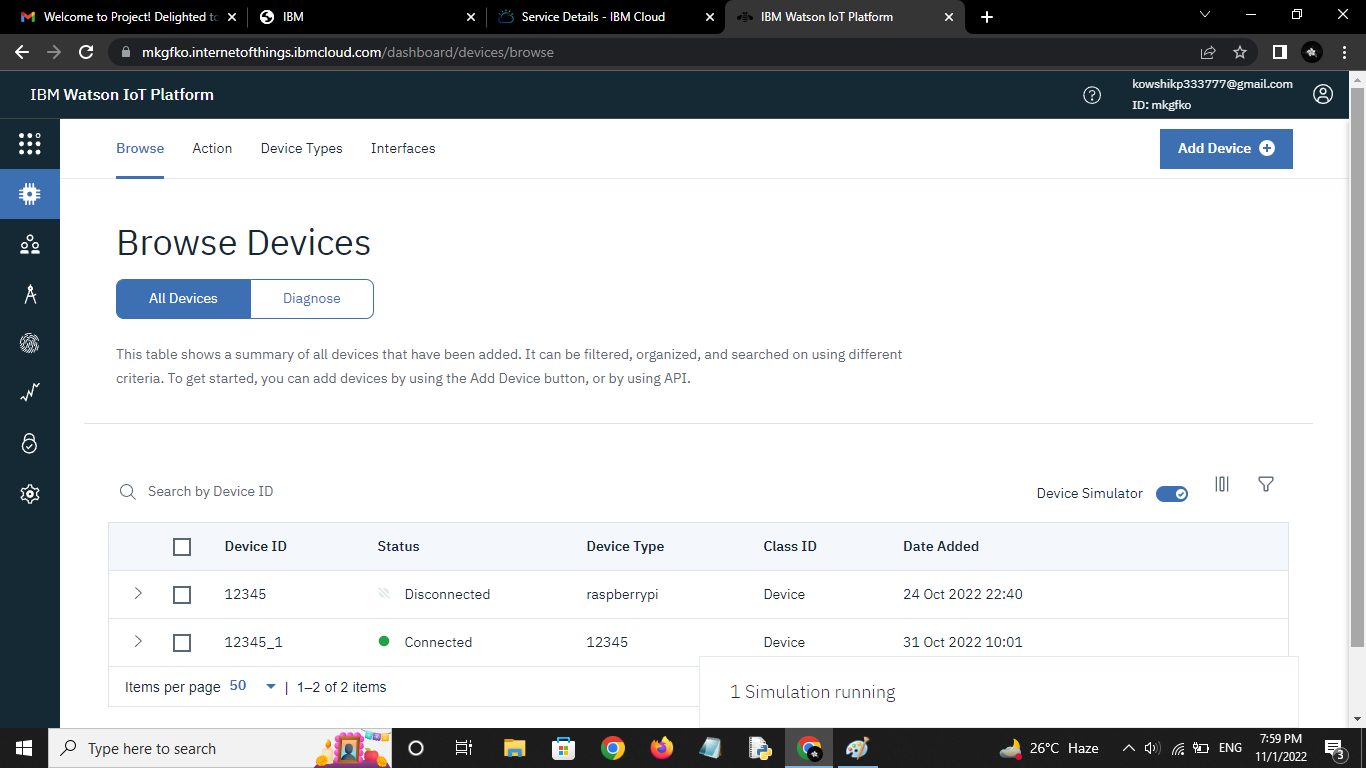 Welcome to Project! Delighted to
IBM
Service Details - IBM Cloud
IBM Watson IoT Platform
mkgfko.internetofthings.ibmcloud.com/dashboard/devices/browse
IBM Watson IoT Platform
kowshikp333777@gmail.com
ID: mkgfko
Browse Action Device Types Interfaces
Add Device
Browse Devices
All Devices Diagnose
This table shows a summary of all devices that have been added. It can be filtered, organized, and searched on using different
criteria. To get started, you can add devices by using the Add Device button, or by using API.
Search by Device ID
Device Simulator
Device ID Status Device Type Class ID Date Added
12345 Disconnected raspberrypi Device 24 Oct 2022 22:40
12345_1 Connected 12345 Device 31 Oct 2022 10:01
Items per page 50 | 1–2 of 2 items
1 Simulation running
Type here to search
26°C Haze
ENG
7:59 PM
11/1/2022
3